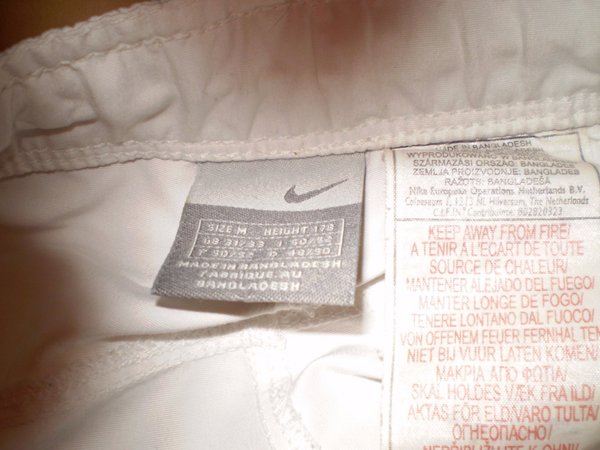 SIZE M HEIGHT 178
MADE IN BANGLADESH
FABRIQUE AU
BANGLADESH
MADE IN BANGLADESH
WYPRODUKOWANO W
SZÁRMAZÁSI ORSZÁG: BANGLADES
ZEMLJA PROIZVODNJE: BANGLADEŠ
RAŽOTS: BANGLADEŠA
Nike European Operations Netherlands B.V.
Colosseum 1, 1213 NL Hilversum, The Netherlands
KEEP AWAY FROM FIRE/
A TENIR A L'ECART DE TOUTE
SOURCE DE CHALEUR/
MANTENER ALEJADO DEL FUEGO/
MANTER LONGE DE FOGO/
TENERE LONTANO DAL FUOCO/
VON OFFENEM FEUER FERNHALTEN
NIET BIJ VUUR LATEN KOMEN/
ΜΑΚΡΙΑ ΑΠΟ ΦΩΤΙΑ/
SKAL HOLDES VÆK FRA ILD/
AKTAS FÖR ELD/VARO TULTA/
ОГНЕОПАСНО/